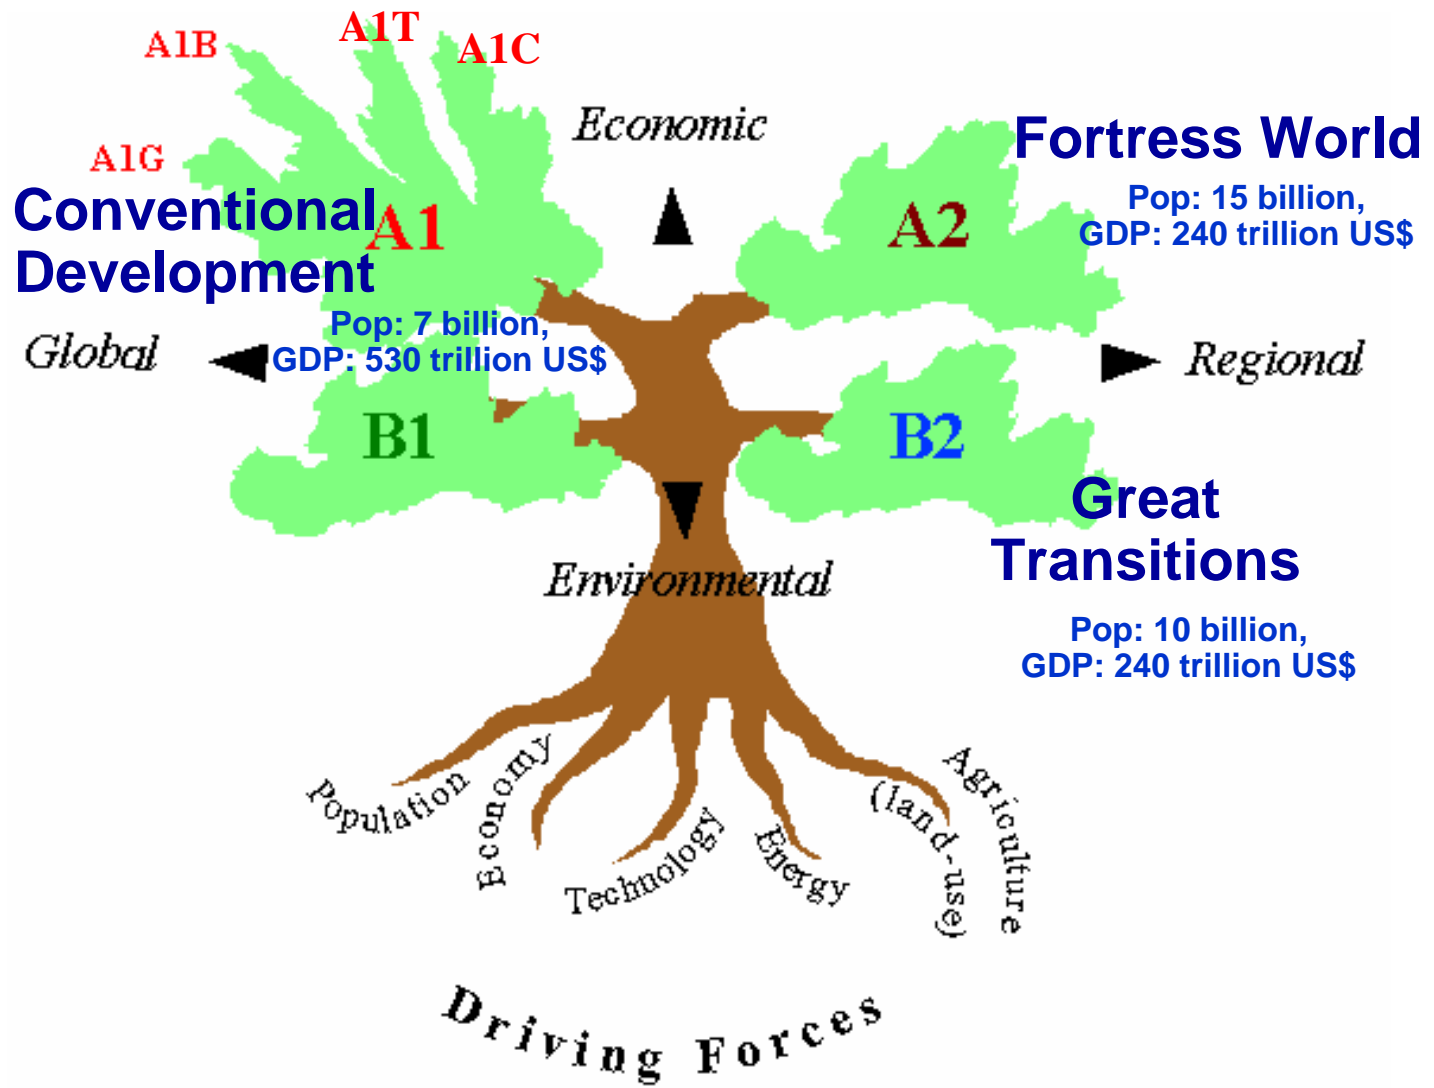 A1B
A1T
A1C
A1G
Economic
Fortress World
Pop: 15 billion,
GDP: 240 trillion US$
Conventional
Development
A1
A2
Pop: 7 billion,
GDP: 530 trillion US$
Global
Regional
B1
B2
Great
Transitions
Environmental
Pop: 10 billion,
GDP: 240 trillion US$
Population
Economy
Technology
Energy
Agriculture
(land-use)
Driving Forces